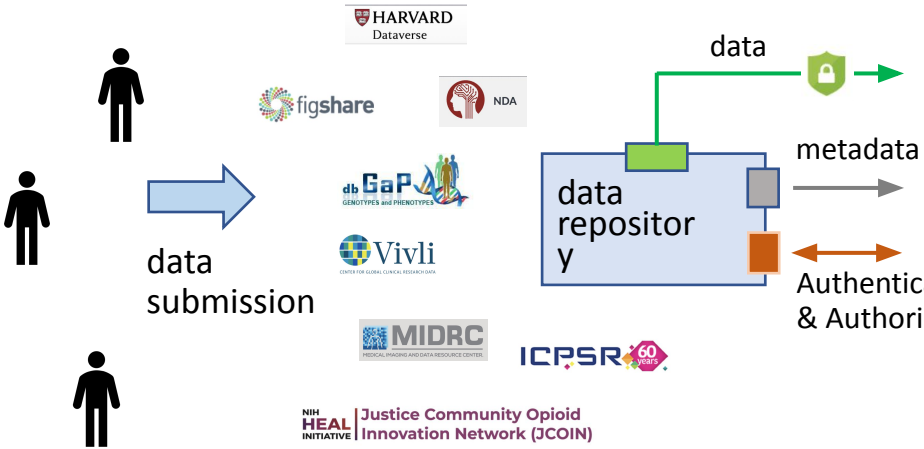 HARVARD
Dataverse
figshare
NDA
dbGaP
GENOTYPES and PHENOTYPES
Vivli
CENTER FOR GLOBAL CLINICAL RESEARCH DATA
data
submission
MIDRC
MEDICAL IMAGING AND DATA RESOURCE CENTER
ICPSR 60
years
NIH
HEAL
INITIATIVE
Justice Community Opioid
Innovation Network (JCOIN)
data
data
repositor
y
metadata
Authentic
& Authori